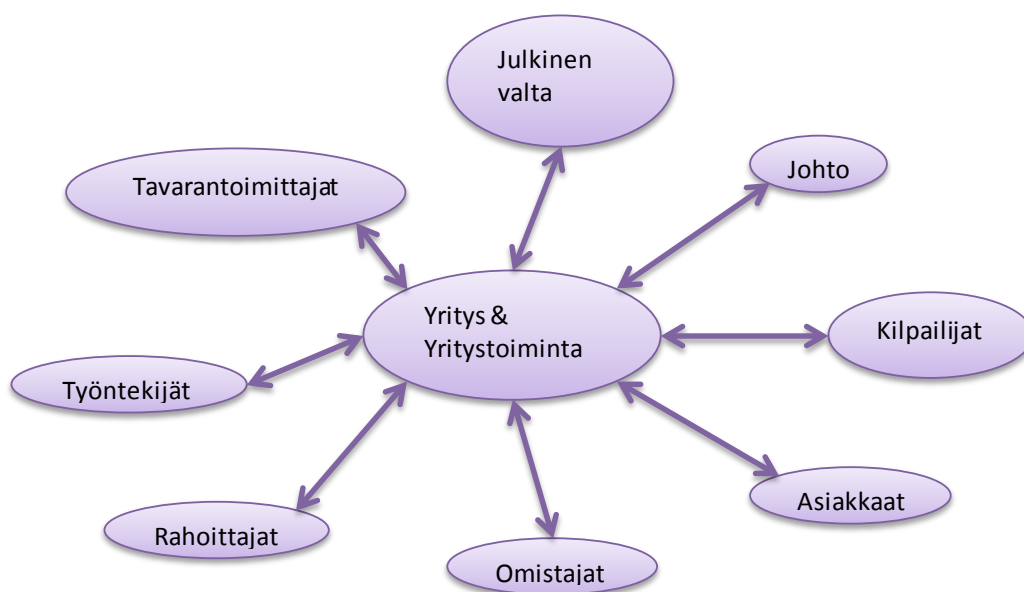 Julkinen
valta
Johto
Tavarantoimittajat
Yritys &
Yritystoiminta
Kilpailijat
Työntekijät
Asiakkaat
Rahoittajat
Omistajat